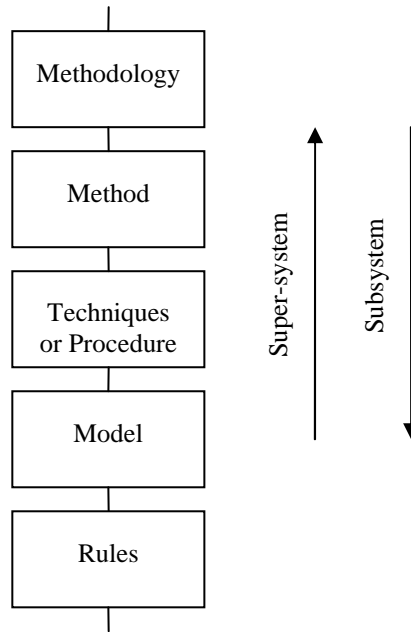 Methodology
Method
Techniques
or Procedure
Model
Rules
Super-system
Subsystem